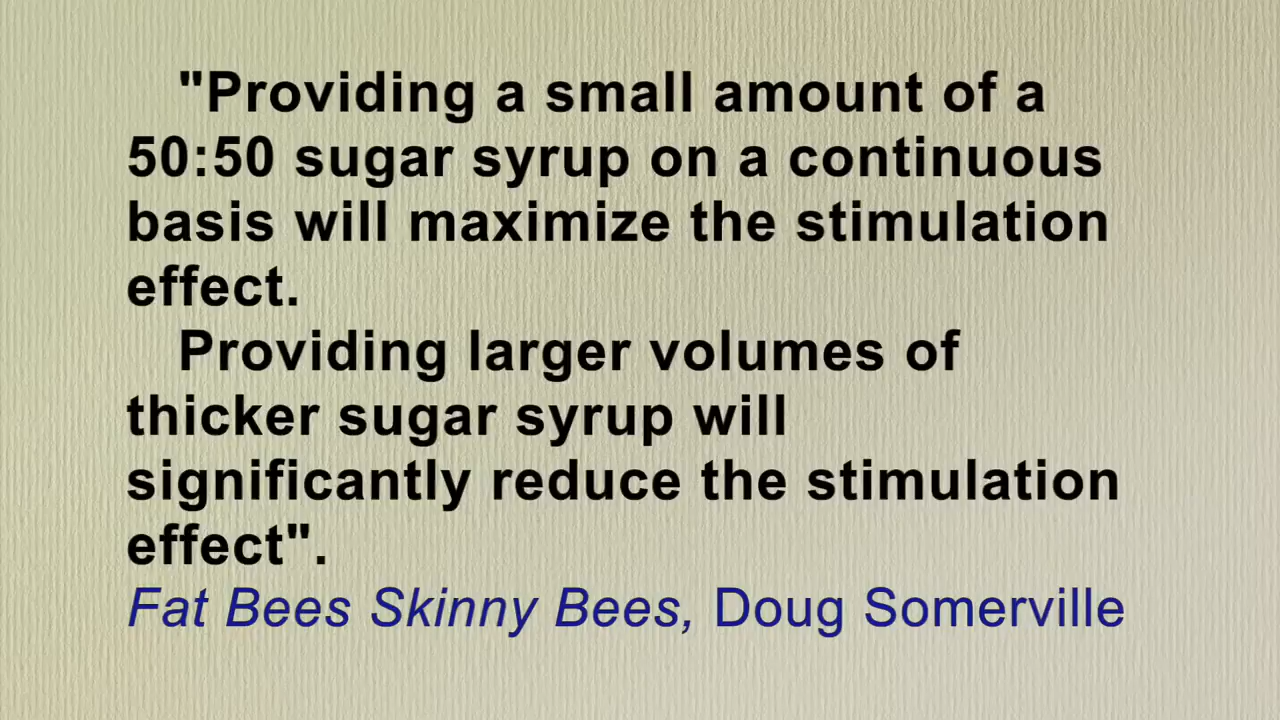 "Providing a small amount of a
50:50 sugar syrup on a continuous
basis will maximize the stimulation
effect.
Providing larger volumes of
thicker sugar syrup will
significantly reduce the stimulation
effect".
Fat Bees Skinny Bees, Doug Somerville